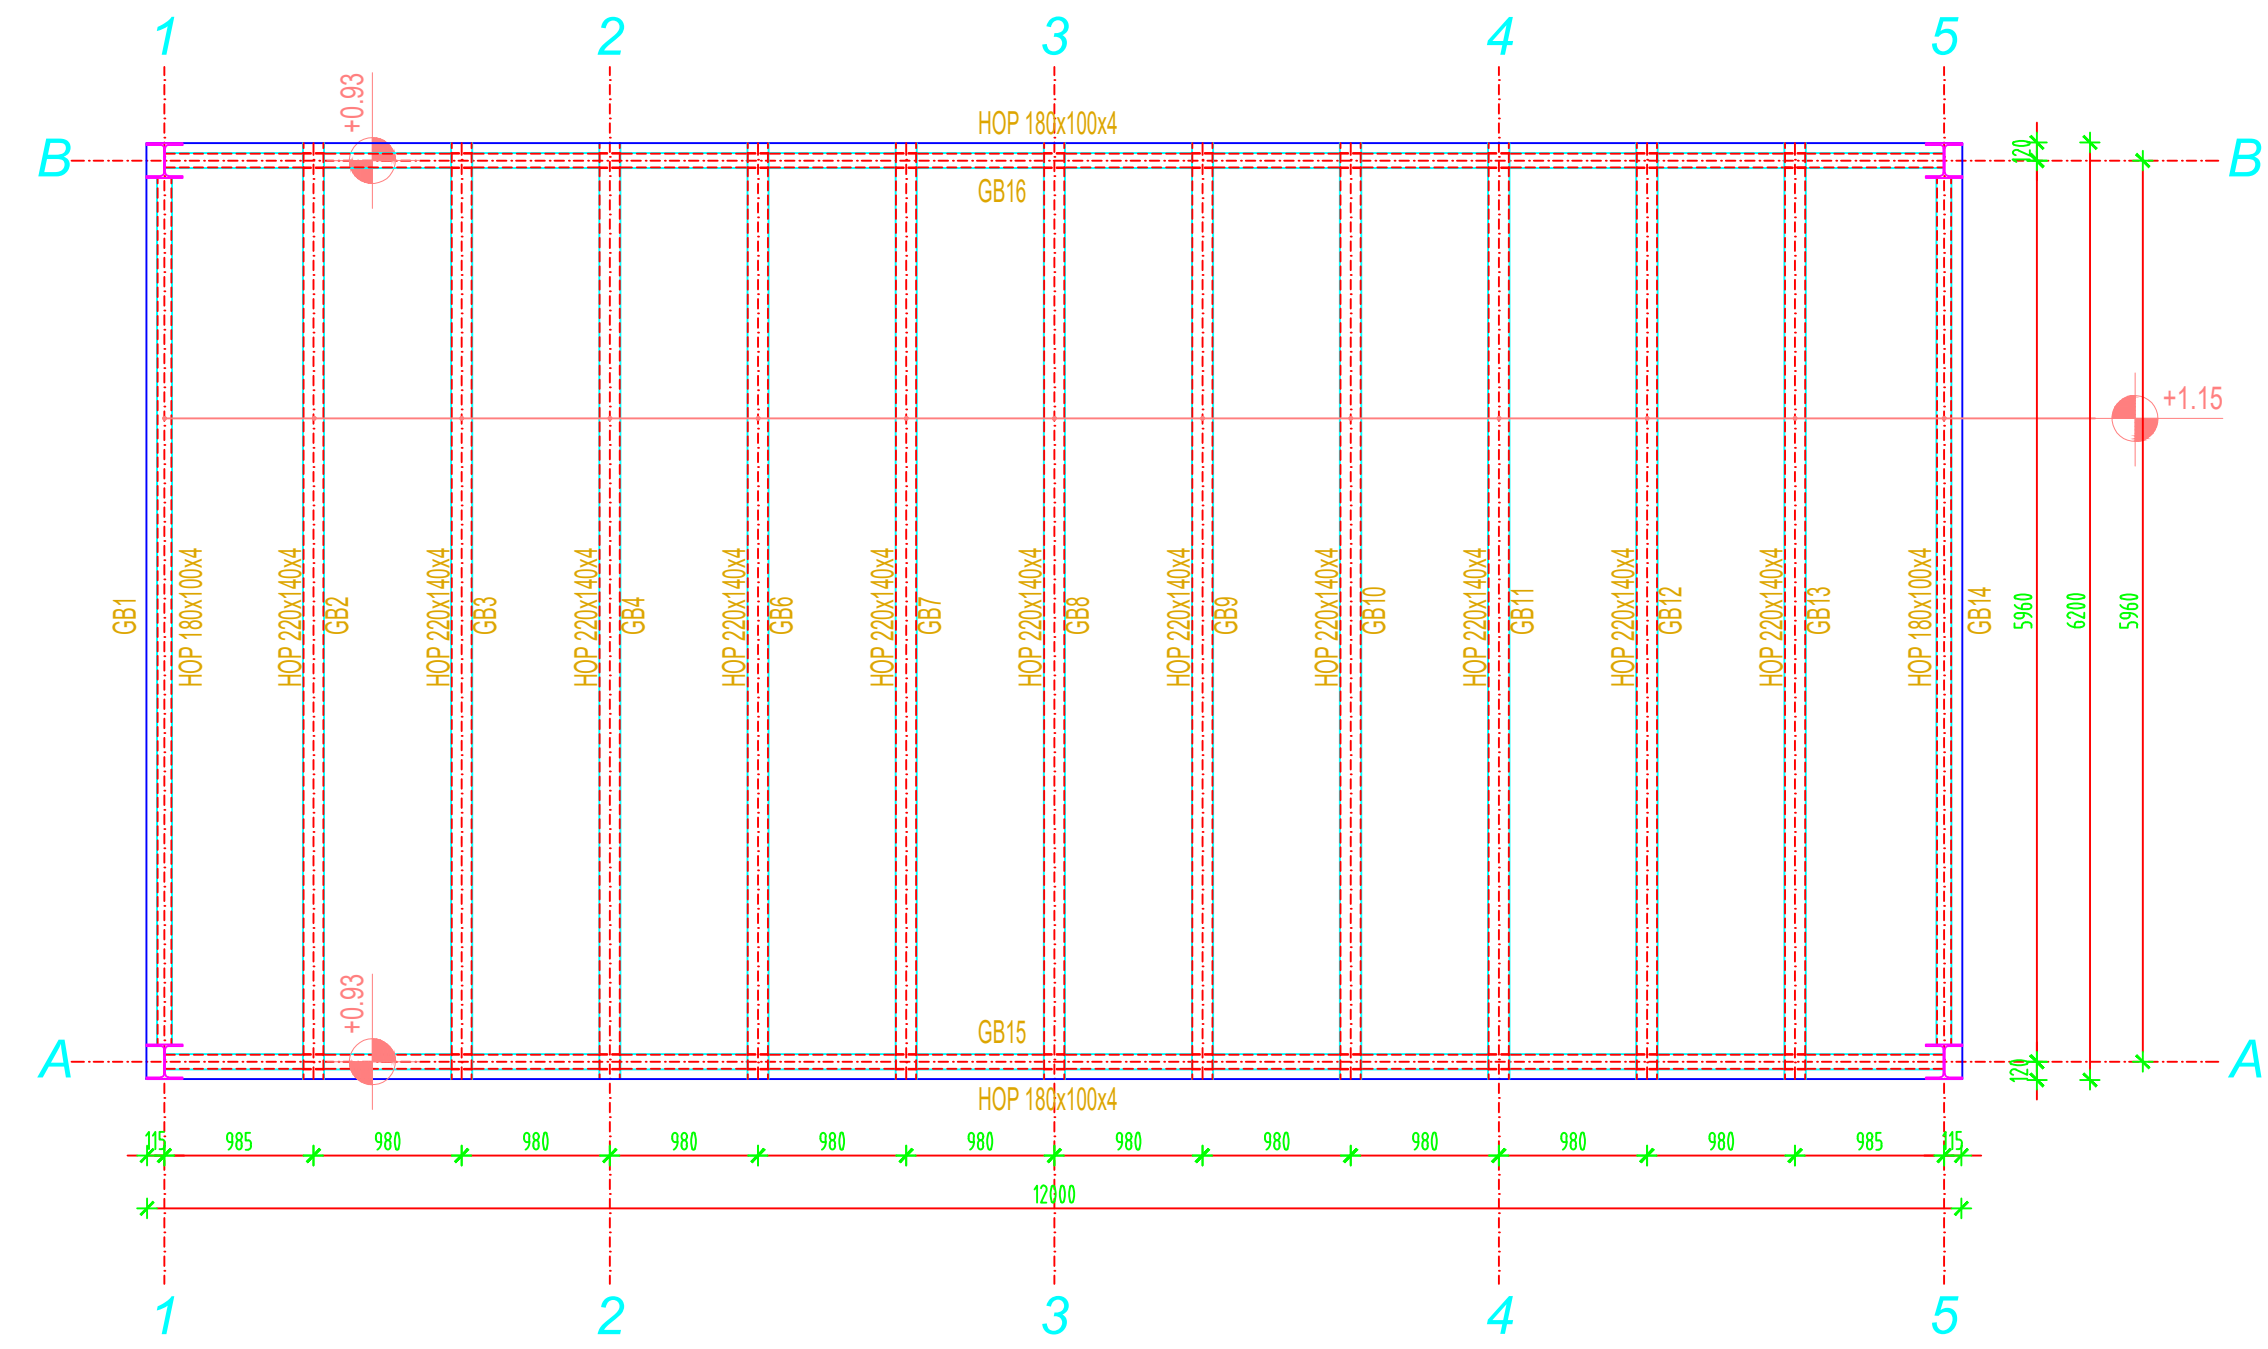 1 2 3 4 5
+0.93
HOP 180x100x4
B B
120
GB16
+1.15
GB1
HOP 180x100x4
HOP 220x140x4
GB2
HOP 220x140x4
GB3
HOP 220x140x4
GB4
HOP 220x140x4
GB6
HOP 220x140x4
GB7
HOP 220x140x4
GB8
HOP 220x140x4
GB9
HOP 220x140x4
GB10
HOP 220x140x4
GB11
HOP 220x140x4
GB12
HOP 220x140x4
GB13
HOP 180x100x4
GB14
5960
6200
5960
+0.93
GB15
A A
120
HOP 180x100x4
115 985 980 980 980 980 980 980 980 980 980 980 985 115
12000
1 2 3 4 5